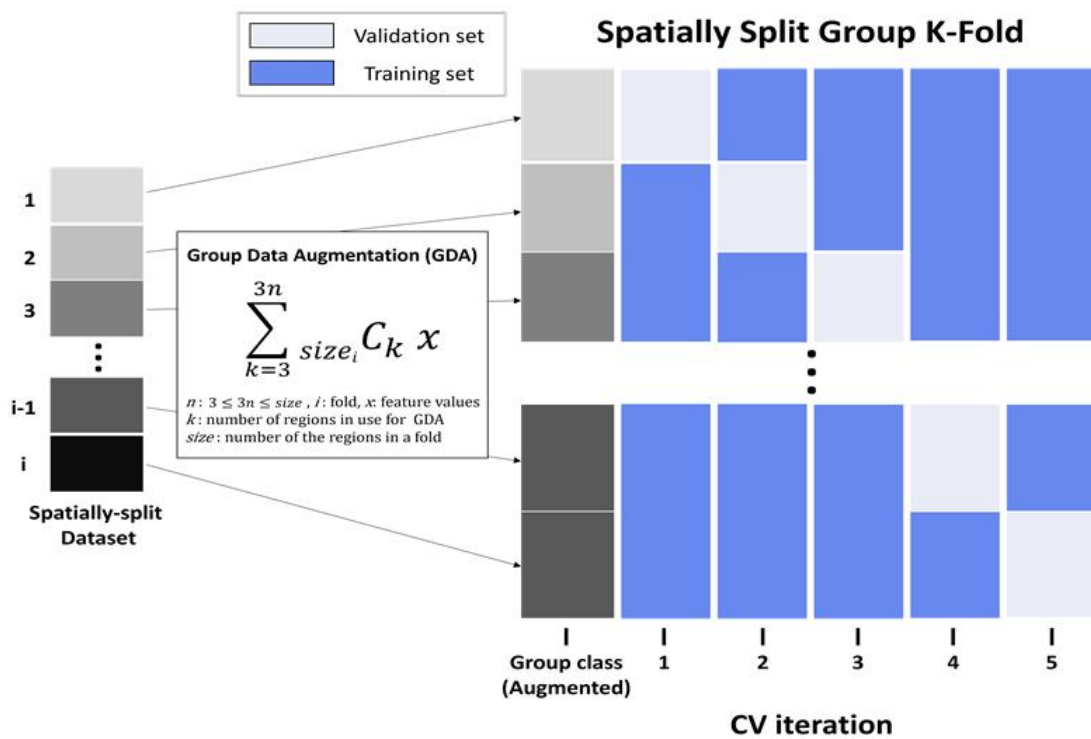 Validation set
Training set
Spatially Split Group K-Fold
1
2
3
i-1
i
Spatially-split
Dataset
Group Data Augmentation (GDA)
3n
∑ size_i C_k x
k=3
n : 3 ≤ 3n ≤ size , i : fold, x: feature values
k : number of regions in use for GDA
size : number of the regions in a fold
Group class
(Augmented)
1 2 3 4 5
CV iteration